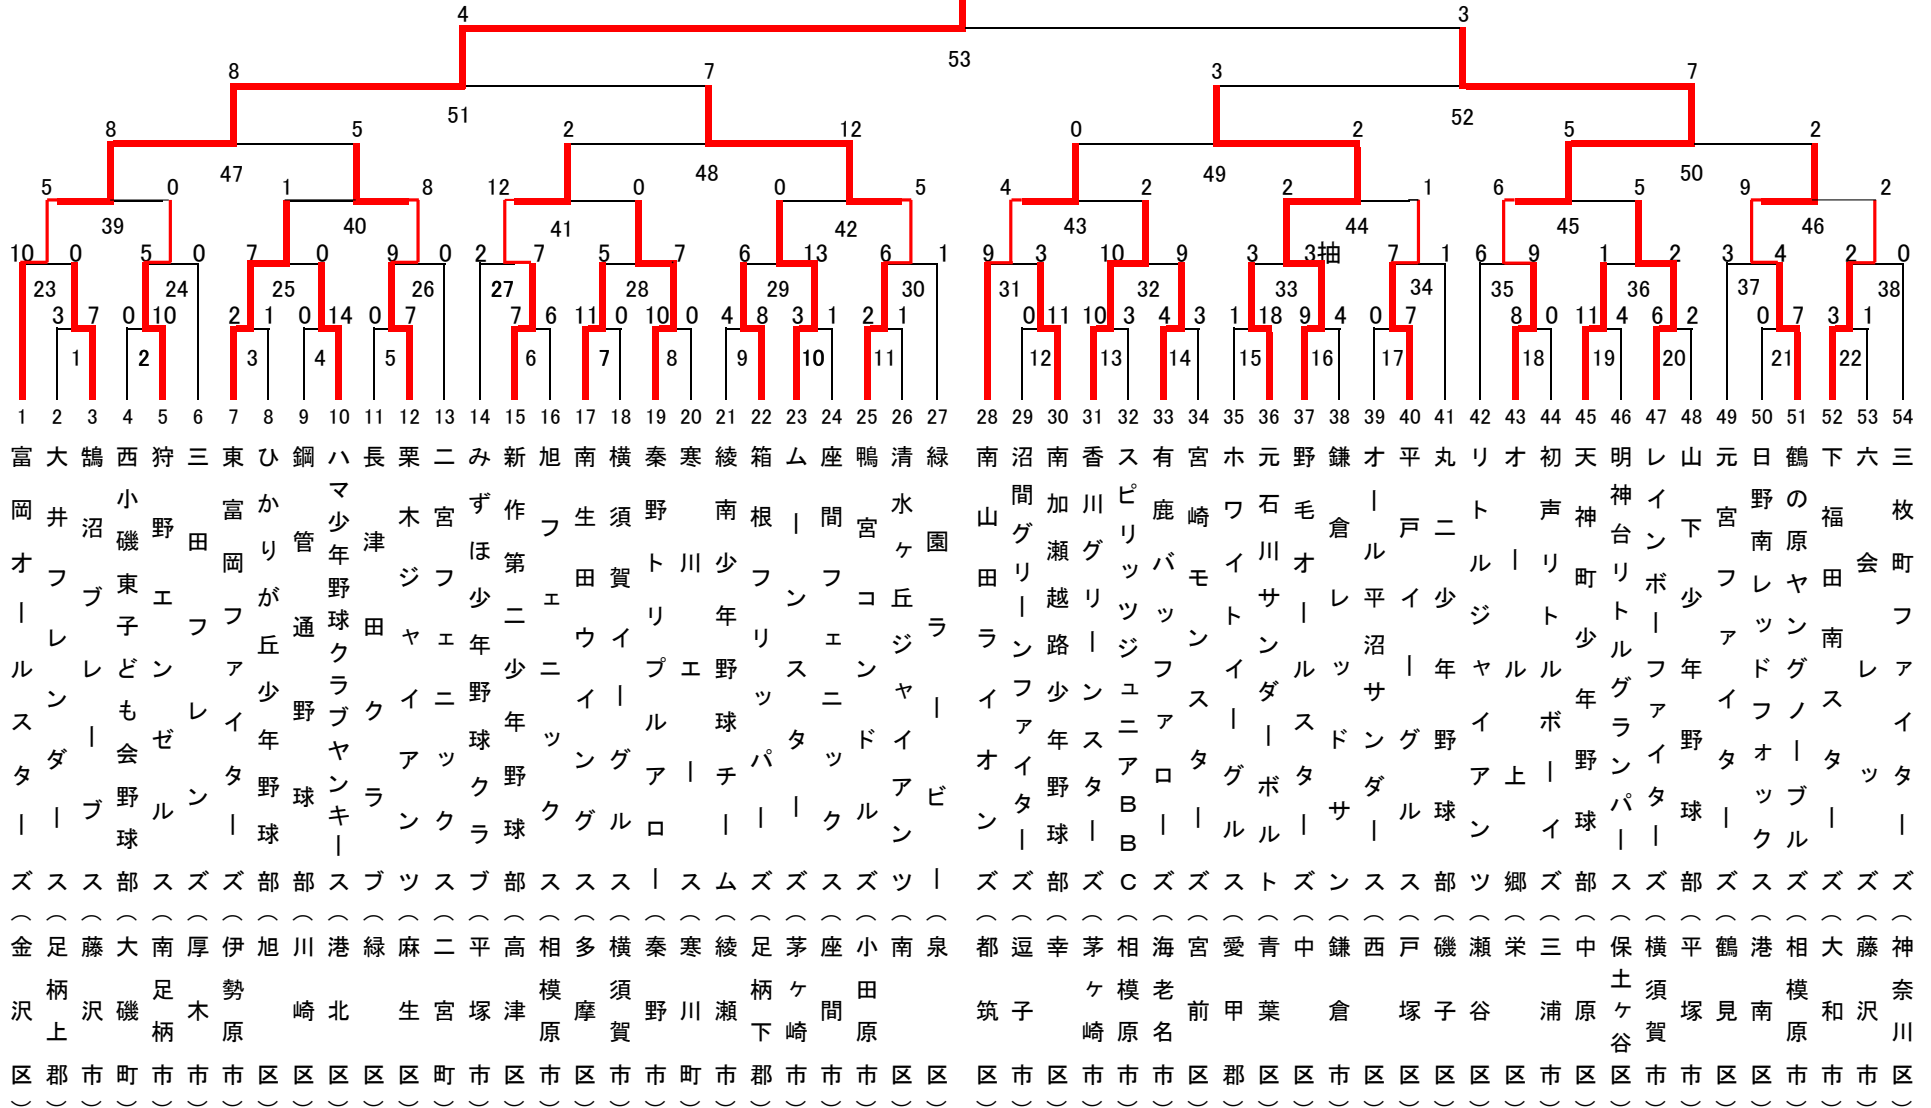 4 3
53
8 7 3 7
51 52
8 5 2 12 0 2 5 2
47 48 49 50
5 0 1 8 12 0 0 5 4 2 2 1 6 5 9 2
39 40 41 42 43 44 45 46
10 0 5 0 7 0 9 0 2 7 5 7 6 13 6 1 9 3 10 9 3 3抽 7 1 6 9 1 2 3 4 2 0
23 24 25 26 27 28 29 30 31 32 33 34 35 36 37 38
3 7 0 10 2 1 0 14 0 7 7 6 11 0 10 0 4 8 3 1 2 1 0 11 10 3 4 3 1 18 9 4 0 7 8 0 11 4 6 2 0 7 3 1
1 2 3 4 5 6 7 8 9 10 11 12 13 14 15 16 17 18 19 20 21 22
1 富岡オールスターズ(金沢区)
2 大井フレンダース(足柄上郡)
3 鵠沼ブレーブス(藤沢市)
4 西小磯東子ども会野球部(大磯町)
5 狩野エンゼルス(南足柄市)
6 三田フレンズ(厚木市)
7 東富岡ファイターズ(伊勢原市)
8 ひかりが丘少年野球部(旭区)
9 鋼管通野球部(川崎区)
10 ハマ少年野球クラブヤンキース(港北区)
11 長津田クラブ(緑区)
12 栗木ジャイアンツ(麻生区)
13 二宮フェニックス(二宮町)
14 みずほ少年野球クラブ(平塚市)
15 新作第二少年野球部(高津区)
16 旭フェニックス(相模原市)
17 南生田ウイングス(多摩区)
18 横須賀イーグルス(横須賀市)
19 秦野トリプルアロー(秦野市)
20 寒川エース(寒川町)
21 綾南少年野球チーム(綾瀬市)
22 箱根フリッパーズ(足柄下郡)
23 ムーンスターズ(茅ヶ崎市)
24 座間フェニックス(座間市)
25 鴨宮コンドルズ(小田原市)
26 清水ヶ丘ジャイアンツ(南区)
27 緑園ラービー(泉区)
28 南山田ライオンズ(都筑区)
29 沼間グリーンファイターズ(逗子市)
30 南加瀬越路少年野球部(幸区)
31 香川グリーンスターズ(茅ヶ崎市)
32 スピリッツジュニアBBC(相模原市)
33 有鹿バッファローズ(海老名市)
34 宮崎モンスターズ(宮前区)
35 ホワイトイーグルス(愛甲郡)
36 元石川サンダーボルト(青葉区)
37 野毛オールスターズ(中区)
38 鎌倉レッドサン(鎌倉市)
39 オール平沼サンダース(西区)
40 平戸イーグルス(戸塚区)
41 丸二少年野球部(磯子区)
42 リトルジャイアンツ(瀬谷区)
43 オール上郷(栄区)
44 初声リトルボーイズ(三浦市)
45 天神町少年野球部(中原区)
46 明神台リトルグランパース(保土ヶ谷区)
47 レインボーファイターズ(横須賀市)
48 山下少年野球部(平塚市)
49 元宮ファイターズ(鶴見区)
50 日野南レッドフォックス(港南区)
51 鶴の原ヤングノーブルズ(相模原市)
52 下福田南スターズ(大和市)
53 六会レッズ(藤沢市)
54 三枚町ファイターズ(神奈川区)